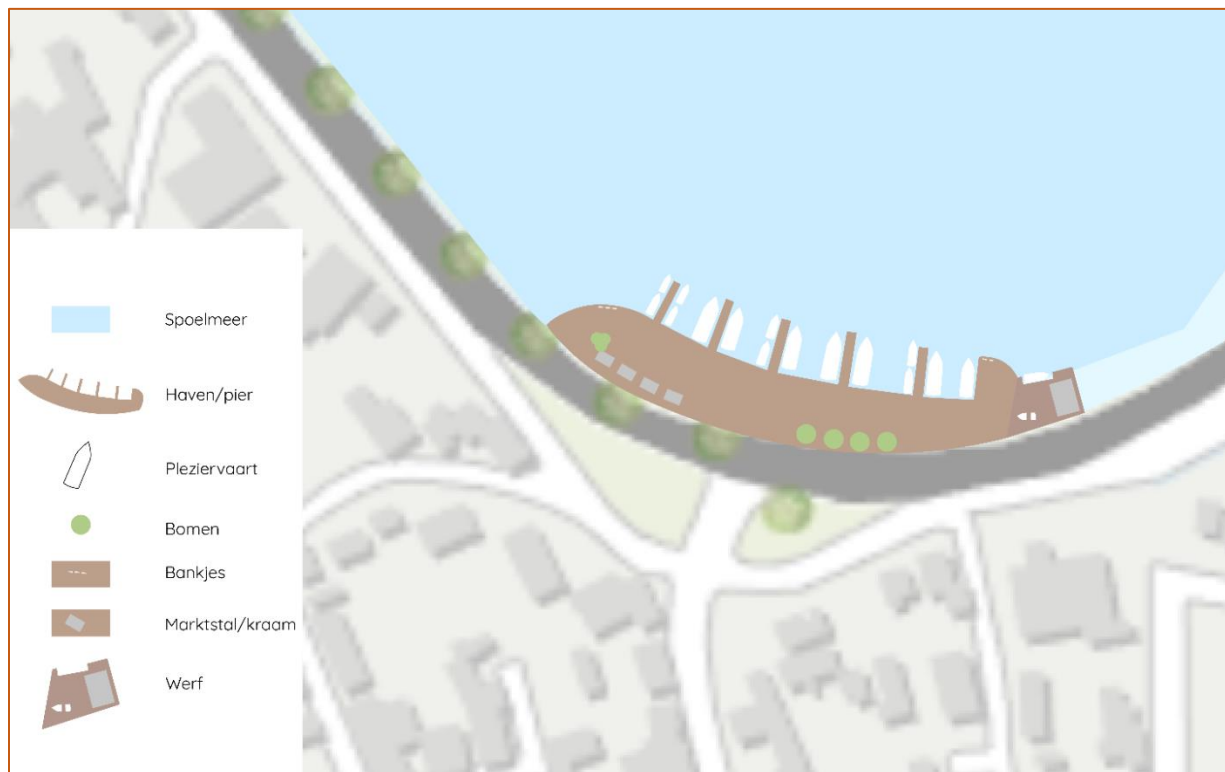 Spoelmeer
Haven/pier
Pleziervaart
Bomen
Bankjes
Marktstal/kraam
Werf